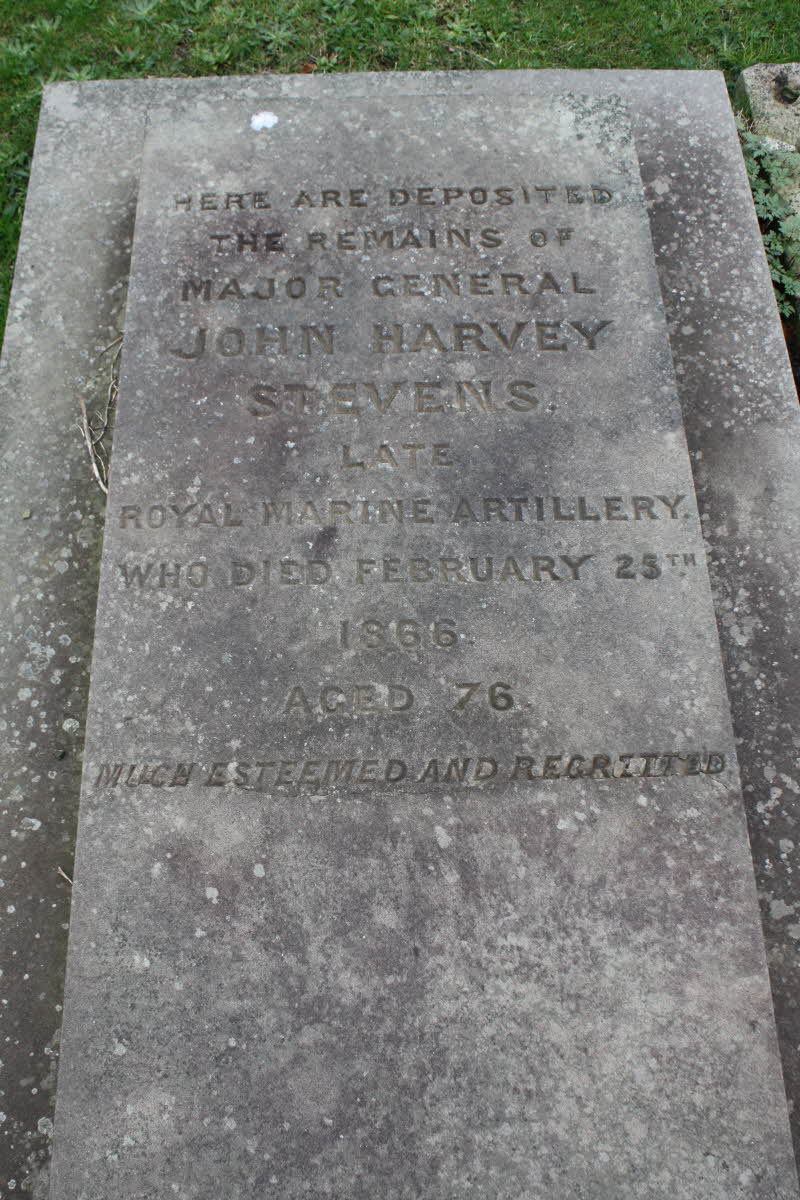 HERE ARE DEPOSITED
THE REMAINS OF
MAJOR GENERAL
JOHN HARVEY
STEVENS.
LATE
ROYAL MARINE ARTILLERY.
WHO DIED FEBRUARY 25TH
1866.
AGED 76.
MUCH ESTEEMED AND REGRETTED